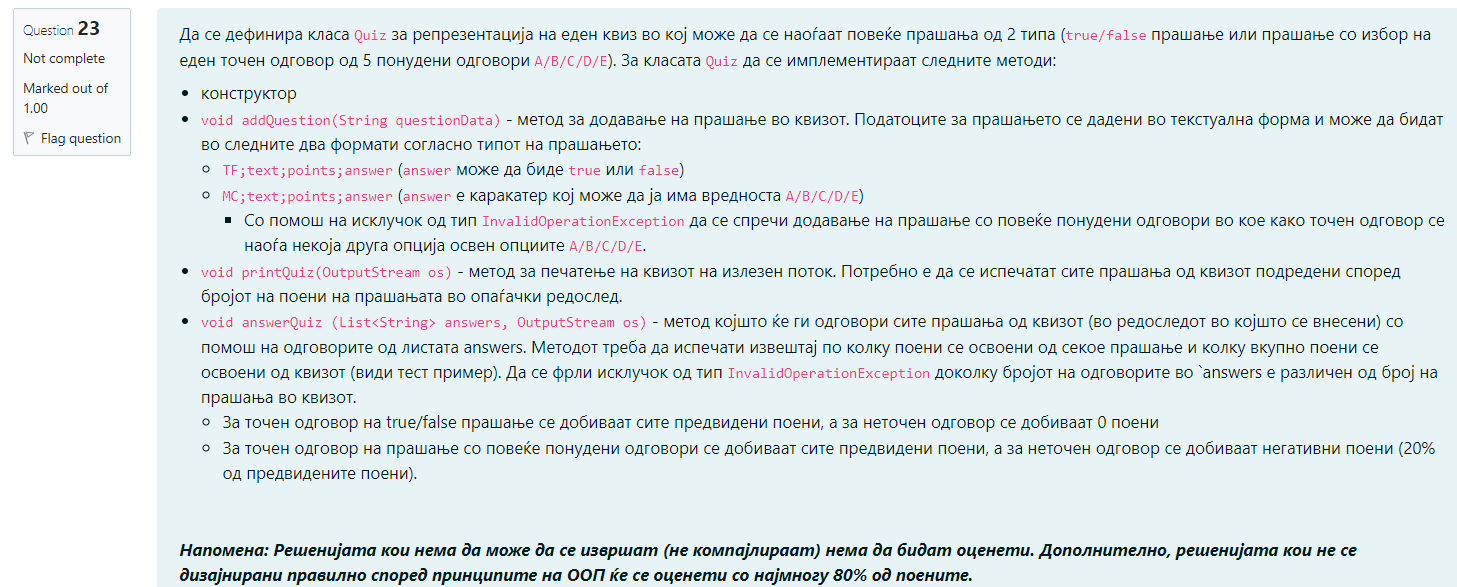 Question 23
Not complete
Marked out of
1.00
Flag question
Да се дефинира класа Quiz за репрезентација на еден квиз во кој може да се наоѓаат повеќе прашања од 2 типа (true/false прашање или прашање со избор на
еден точен одговор од 5 понудени одговори A/B/C/D/E). За класата Quiz да се имплементираат следните методи:
• конструктор
• void addQuestion(String questionData) - метод за додавање на прашање во квизот. Податоците за прашањето се дадени во текстуална форма и може да бидат
во следните два формати согласно типот на прашањето:
◦ TF;text;points;answer (answer може да биде true или false)
◦ MC;text;points;answer (answer е каракатер кој може да ја има вредноста A/B/C/D/E)
▪ Со помош на исклучок од тип InvalidOperationException да се спречи додавање на прашање со повеќе понудени одговори во кое како точен одговор се
наоѓа некоја друга опција освен опциите A/B/C/D/E.
• void printQuiz(OutputStream os) - метод за печатење на квизот на излезен поток. Потребно е да се испечатат сите прашања од квизот подредени според
бројот на поени на прашањата во опаѓачки редослед.
• void answerQuiz (List<String> answers, OutputStream os) - метод којшто ќе ги одговори сите прашања од квизот (во редоследот во којшто се внесени) со
помош на одговорите од листата answers. Методот треба да испечати извештај по колку поени се освоени од секое прашање и колку вкупно поени се
освоени од квизот (види тест пример). Да се фрли исклучок од тип InvalidOperationException доколку бројот на одговорите во `answers е различен од број на
прашања во квизот.
◦ За точен одговор на true/false прашање се добиваат сите предвидени поени, а за неточен одговор се добиваат 0 поени
◦ За точен одговор на прашање со повеќе понудени одговори се добиваат сите предвидени поени, а за неточен одговор се добиваат негативни поени (20%
од предвидените поени).
Напомена: Решенијата кои нема да може да се извршат (не компајлираат) нема да бидат оценети. Дополнително, решенијата кои не се
дизајнирани правилно според принципите на ООП ќе се оценети со најмногу 80% од поените.